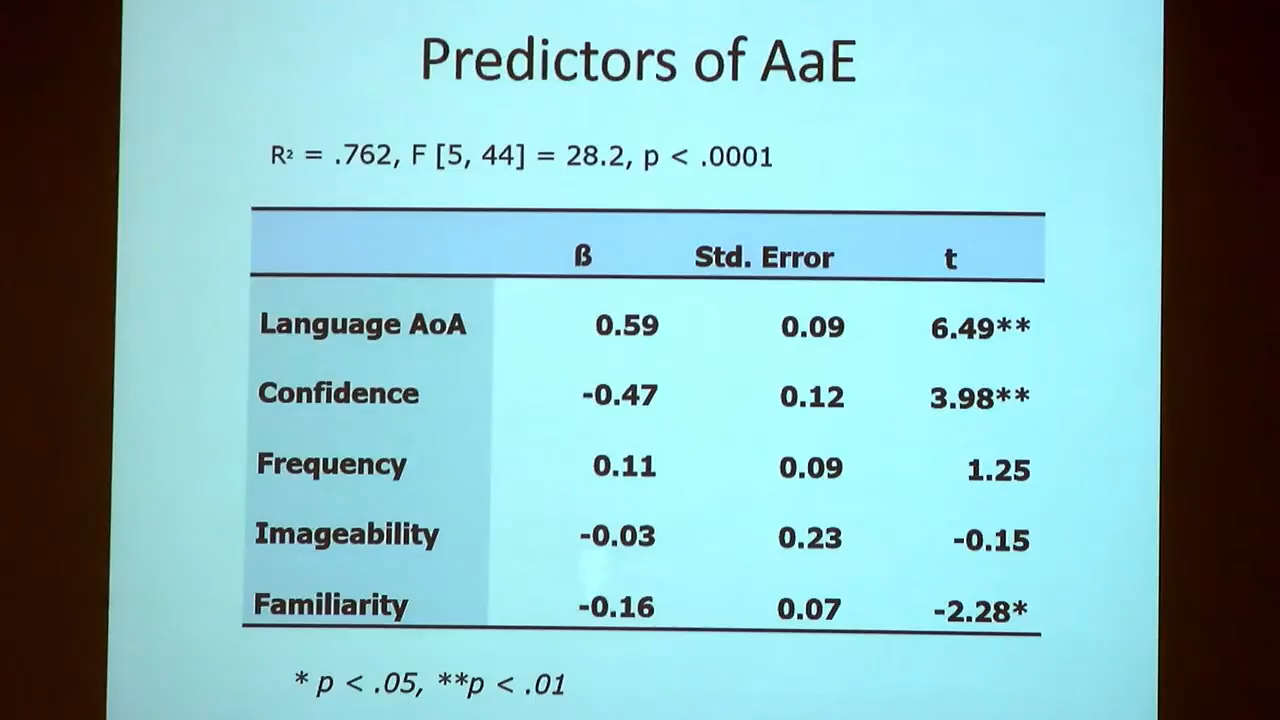 Predictors of AaE
R² = .762, F [5, 44] = 28.2, p < .0001
ß Std. Error t
Language AoA 0.59 0.09 6.49**
Confidence -0.47 0.12 3.98**
Frequency 0.11 0.09 1.25
Imageability -0.03 0.23 -0.15
Familiarity -0.16 0.07 -2.28*
* p < .05, **p < .01